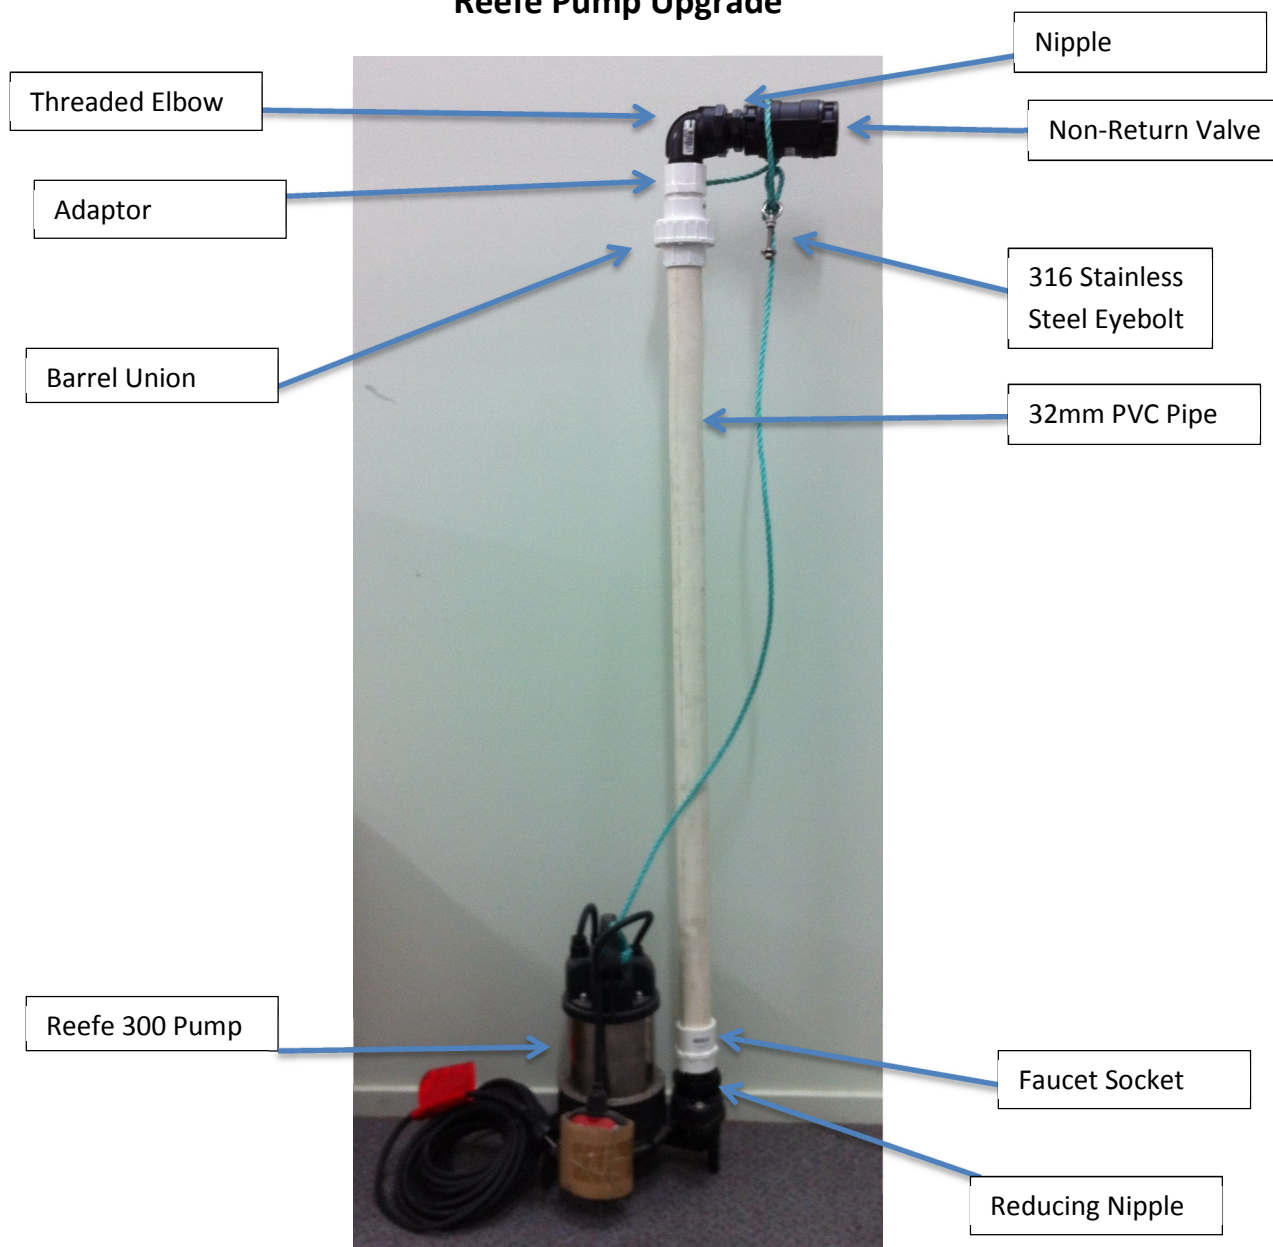 Reefe Pump Upgrade
Nipple
Threaded Elbow
Non-Return Valve
Adaptor
316 Stainless
Steel Eyebolt
Barrel Union
32mm PVC Pipe
Reefe 300 Pump
Faucet Socket
Reducing Nipple